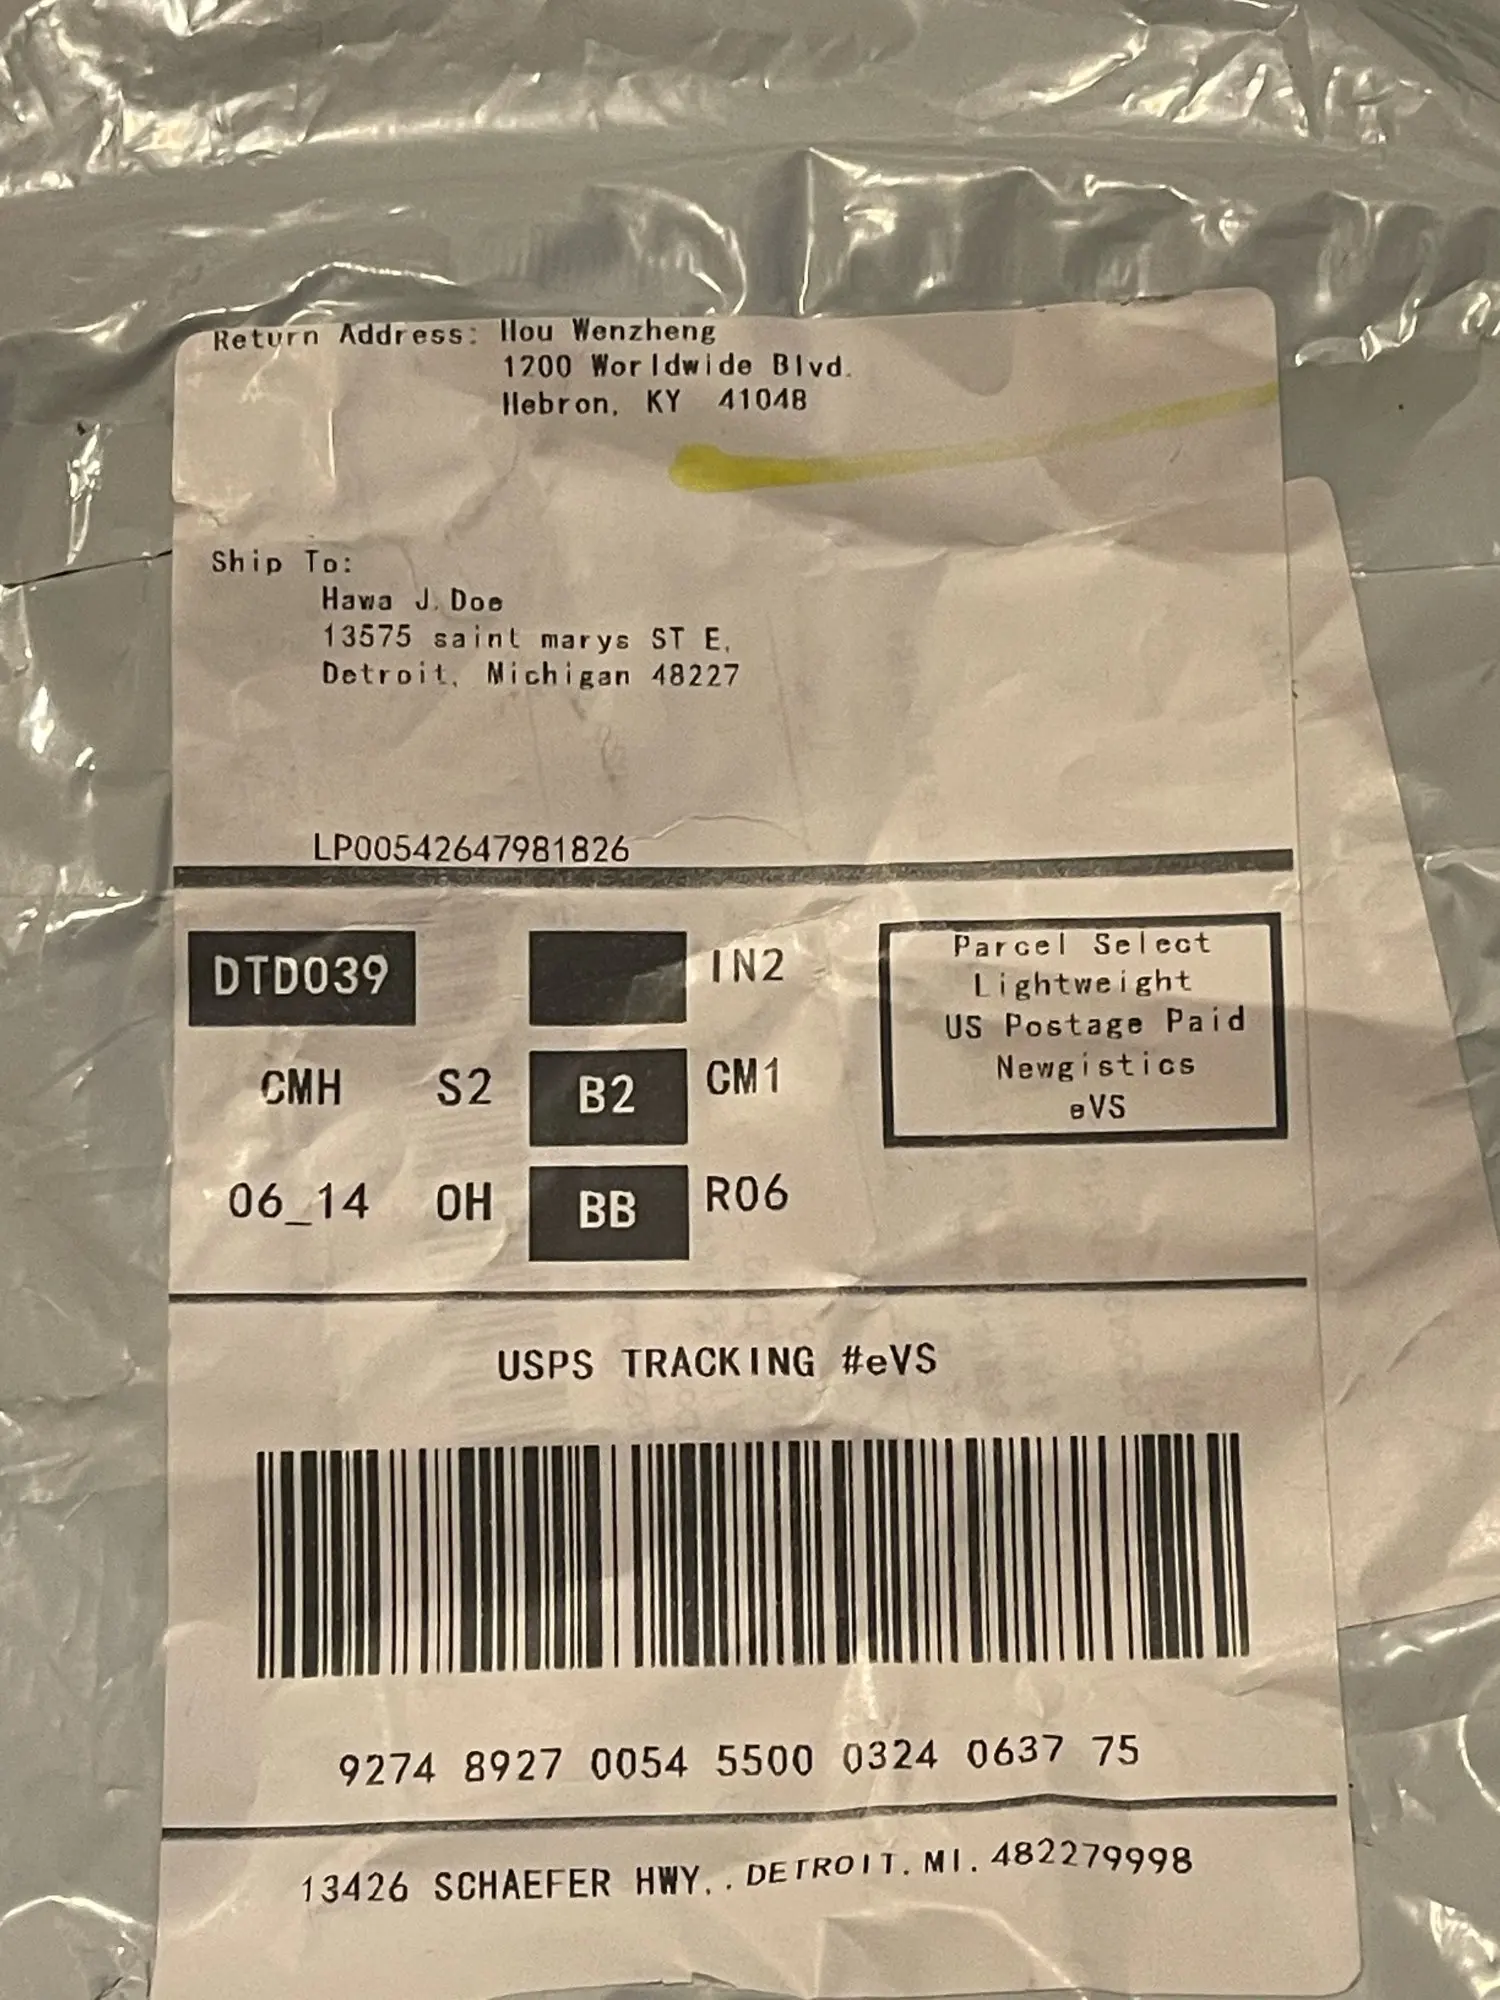 Return Address: Hou Wenzheng
1200 Worldwide Blvd.
Hebron, KY 41048
Ship To:
Hawa J. Doe
13575 saint marys ST E,
Detroit, Michigan 48227
LP00542647981826
DTD039 IN2
CMH S2 B2 CM1
06_14 OH BB R06
Parcel Select
Lightweight
US Postage Paid
Newgistics
eVS
USPS TRACKING #eVS
9274 8927 0054 5500 0324 0637 75
13426 SCHAEFER HWY,. DETROIT. MI. 482279998